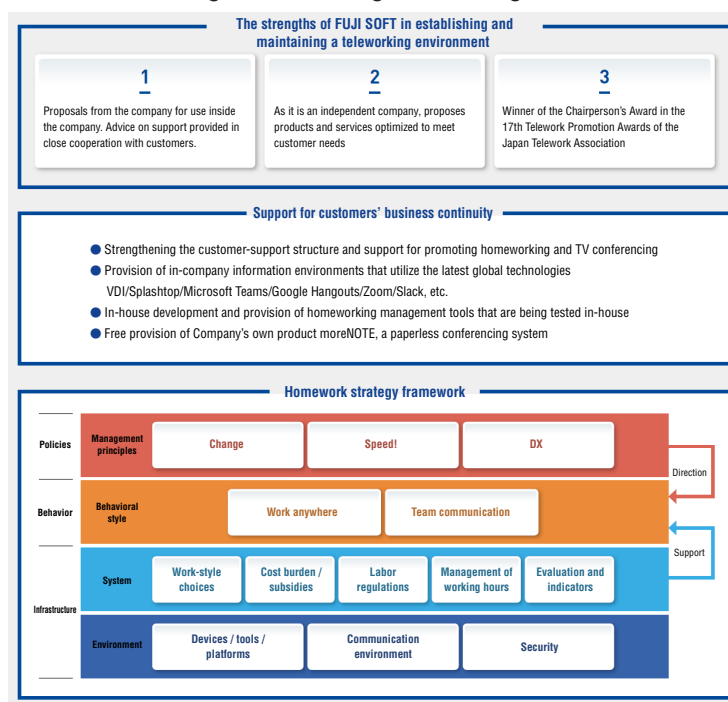 The strengths of FUJI SOFT in establishing and
maintaining a teleworking environment
1
Proposals from the company for use inside
the company. Advice on support provided in
close cooperation with customers.
2
As it is an independent company, proposes
products and services optimized to meet
customer needs
3
Winner of the Chairperson's Award in the
17th Telework Promotion Awards of the
Japan Telework Association
Support for customers' business continuity
● Strengthening the customer-support structure and support for promoting homeworking and TV conferencing
● Provision of in-company information environments that utilize the latest global technologies
VDI/Splashtop/Microsoft Teams/Google Hangouts/Zoom/Slack, etc.
● In-house development and provision of homeworking management tools that are being tested in-house
● Free provision of Company's own product moreNOTE, a paperless conferencing system
Homework strategy framework
Policies
Management
principles
Change
Speed!
DX
Direction
Behavior
Behavioral
style
Work anywhere
Team communication
Support
Infrastructure
System
Work-style
choices
Cost burden /
subsidies
Labor
regulations
Management of
working hours
Evaluation and
indicators
Environment
Devices / tools /
platforms
Communication
environment
Security